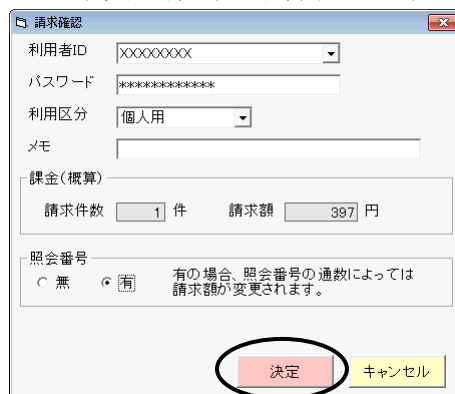 請求確認
利用者ID XXXXXXXX
パスワード ************
利用区分 個人用
メモ
課金(概算)
請求件数 1 件 請求額 397 円
照会番号
無 有 有の場合、照会番号の通数によっては
請求額が変更されます。
決定 キャンセル